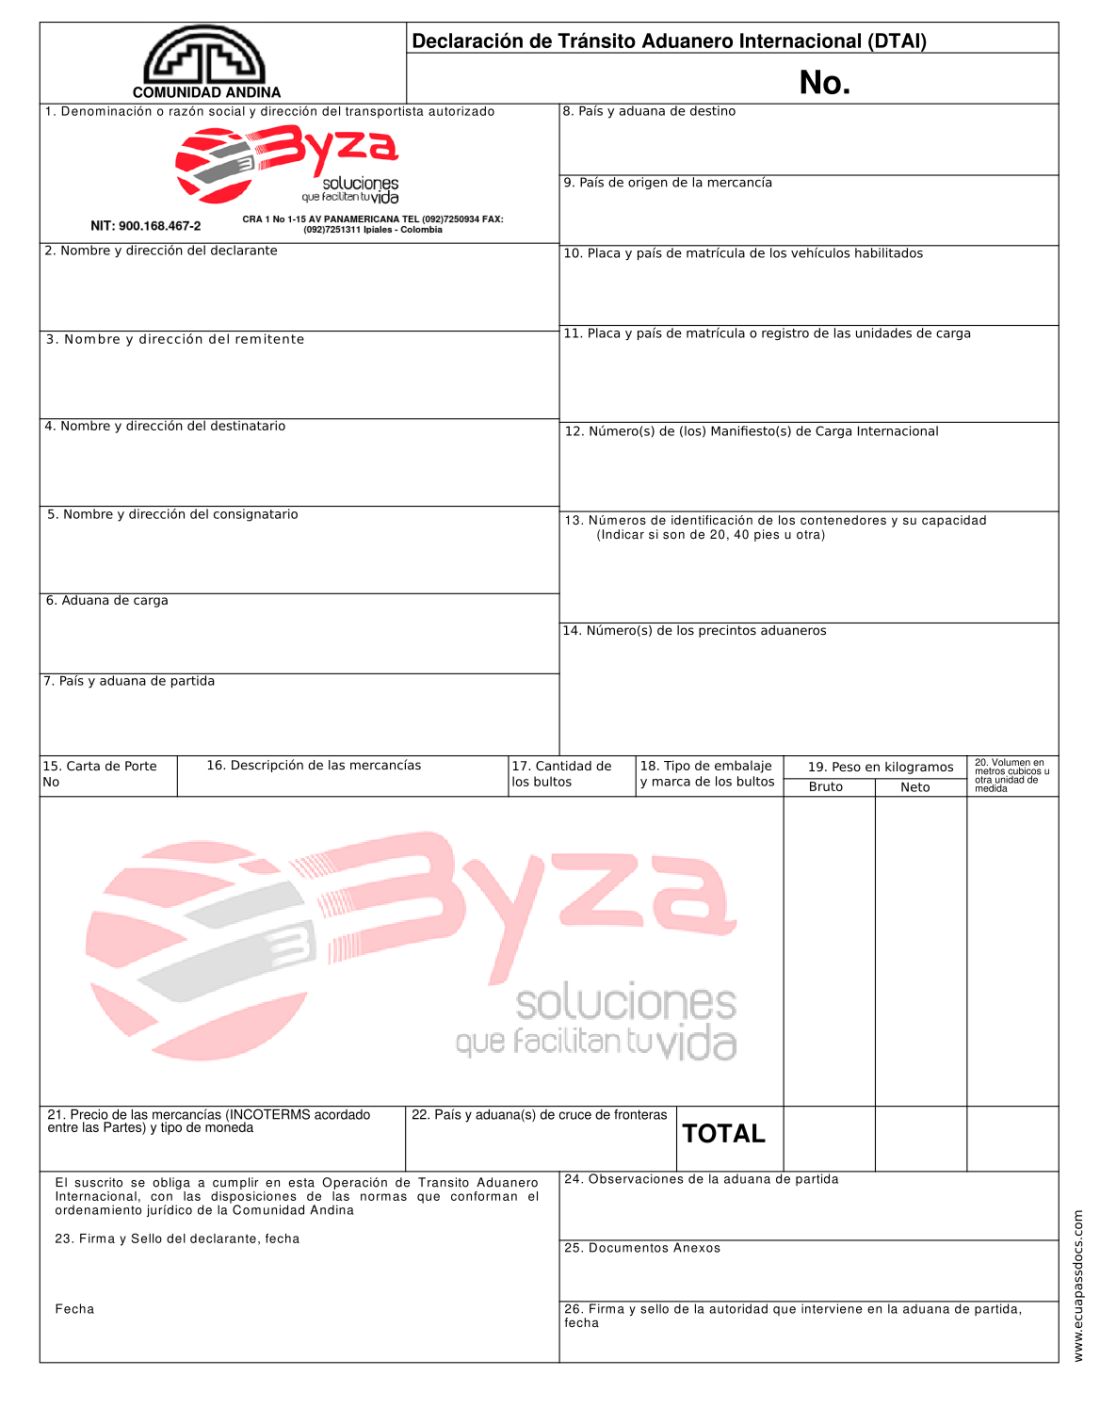 COMUNIDAD ANDINA
Declaración de Tránsito Aduanero Internacional (DTAI)
No.
1. Denominación o razón social y dirección del transportista autorizado
Byza
soluciones
que facilitan tu vida
NIT: 900.168.467-2
CRA 1 No 1-15 AV PANAMERICANA TEL (092)7250934 FAX:
(092)7251311 Ipiales - Colombia
2. Nombre y dirección del declarante
3. Nombre y dirección del remitente
4. Nombre y dirección del destinatario
5. Nombre y dirección del consignatario
6. Aduana de carga
7. País y aduana de partida
8. País y aduana de destino
9. País de origen de la mercancía
10. Placa y país de matrícula de los vehículos habilitados
11. Placa y país de matrícula o registro de las unidades de carga
12. Número(s) de (los) Manifiesto(s) de Carga Internacional
13. Números de identificación de los contenedores y su capacidad
(Indicar si son de 20, 40 pies u otra)
14. Número(s) de los precintos aduaneros
15. Carta de Porte
No
16. Descripción de las mercancías
17. Cantidad de
los bultos
18. Tipo de embalaje
y marca de los bultos
19. Peso en kilogramos
Bruto
Neto
20. Volumen en
metros cubicos u
otra unidad de
medida
Byza
soluciones
que facilitan tu vida
21. Precio de las mercancías (INCOTERMS acordado
entre las Partes) y tipo de moneda
22. País y aduana(s) de cruce de fronteras
TOTAL
El suscrito se obliga a cumplir en esta Operación de Transito Aduanero
Internacional, con las disposiciones de las normas que conforman el
ordenamiento jurídico de la Comunidad Andina
23. Firma y Sello del declarante, fecha
Fecha
24. Observaciones de la aduana de partida
25. Documentos Anexos
26. Firma y sello de la autoridad que interviene en la aduana de partida,
fecha
www.ecuapassdocs.com